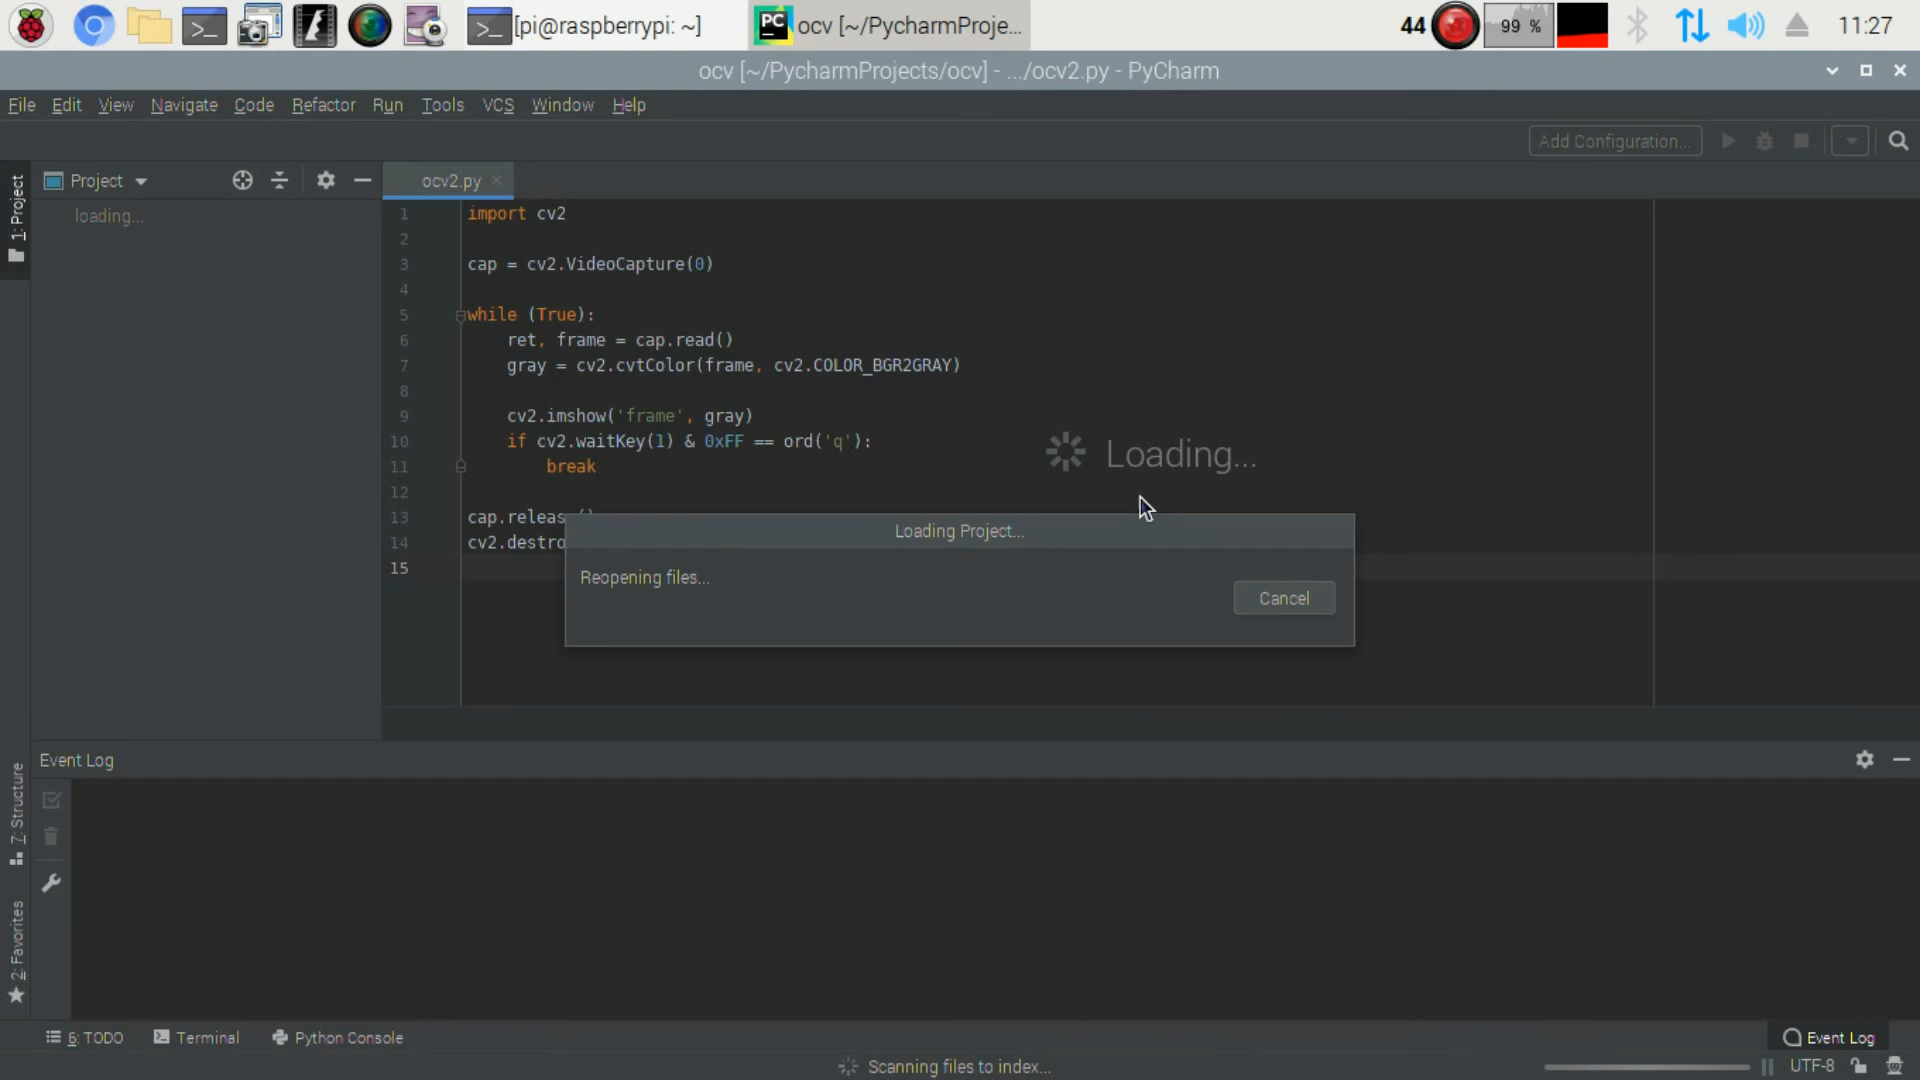 [pi@raspberrypi: ~]
PC
ocv [~/PycharmProje...
44
99 %
11:27
ocv [~/PycharmProjects/ocv] - .../ocv2.py - PyCharm
File Edit View Navigate Code Refactor Run Tools VCS Window Help
Add Configuration...
Project
ocv2.py
1: Project
loading...
1 import cv2
2
3 cap = cv2.VideoCapture(0)
4
5 while (True):
6 ret, frame = cap.read()
7 gray = cv2.cvtColor(frame, cv2.COLOR_BGR2GRAY)
8
9 cv2.imshow('frame', gray)
10 if cv2.waitKey(1) & 0xFF == ord('q'):
11 break
12
13 cap.releas
14 cv2.destro
15
Loading...
Loading Project...
Reopening files...
Cancel
Event Log
7: Structure
2: Favorites
6: TODO
Terminal
Python Console
Event Log
Scanning files to index...
UTF-8